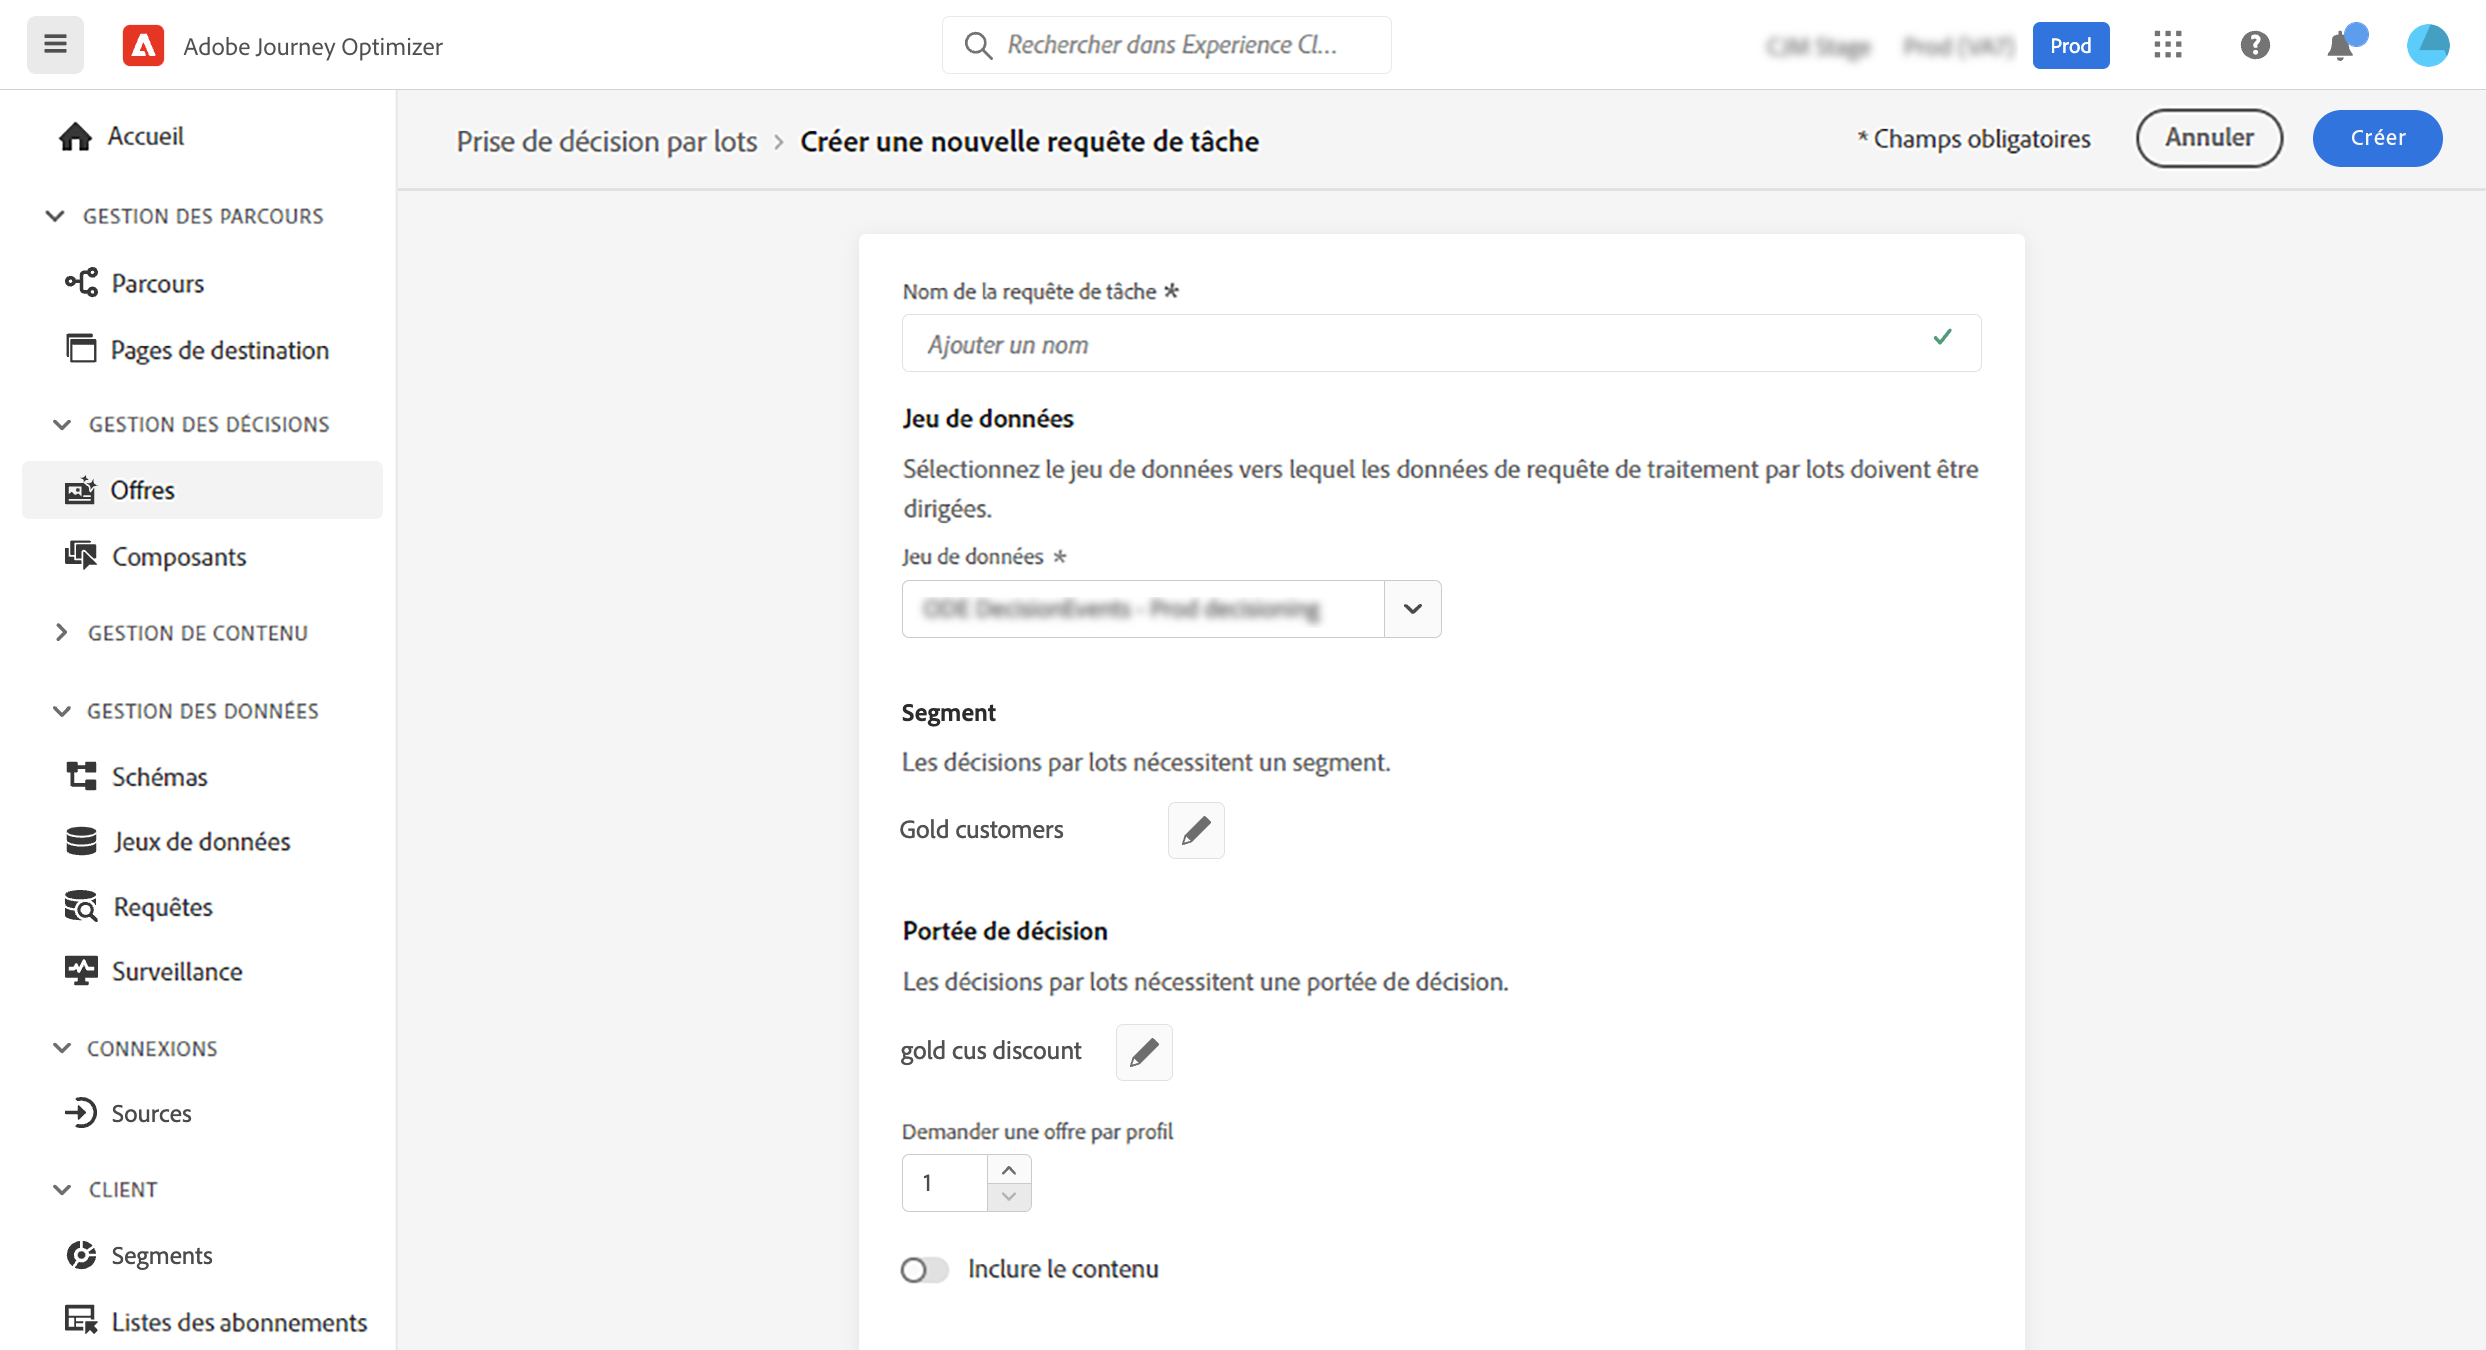 Adobe Journey Optimizer
Rechercher dans Experience Cl...
Prod
Accueil
GESTION DES PARCOURS
Parcours
Pages de destination
GESTION DES DÉCISIONS
Offres
Composants
GESTION DE CONTENU
GESTION DES DONNÉES
Schémas
Jeux de données
Requêtes
Surveillance
CONNEXIONS
Sources
CLIENT
Segments
Listes des abonnements
Prise de décision par lots > Créer une nouvelle requête de tâche
* Champs obligatoires
Annuler
Créer
Nom de la requête de tâche *
Ajouter un nom
Jeu de données
Sélectionnez le jeu de données vers lequel les données de requête de traitement par lots doivent être
dirigées.
Jeu de données *
Segment
Les décisions par lots nécessitent un segment.
Gold customers
Portée de décision
Les décisions par lots nécessitent une portée de décision.
gold cus discount
Demander une offre par profil
1
Inclure le contenu